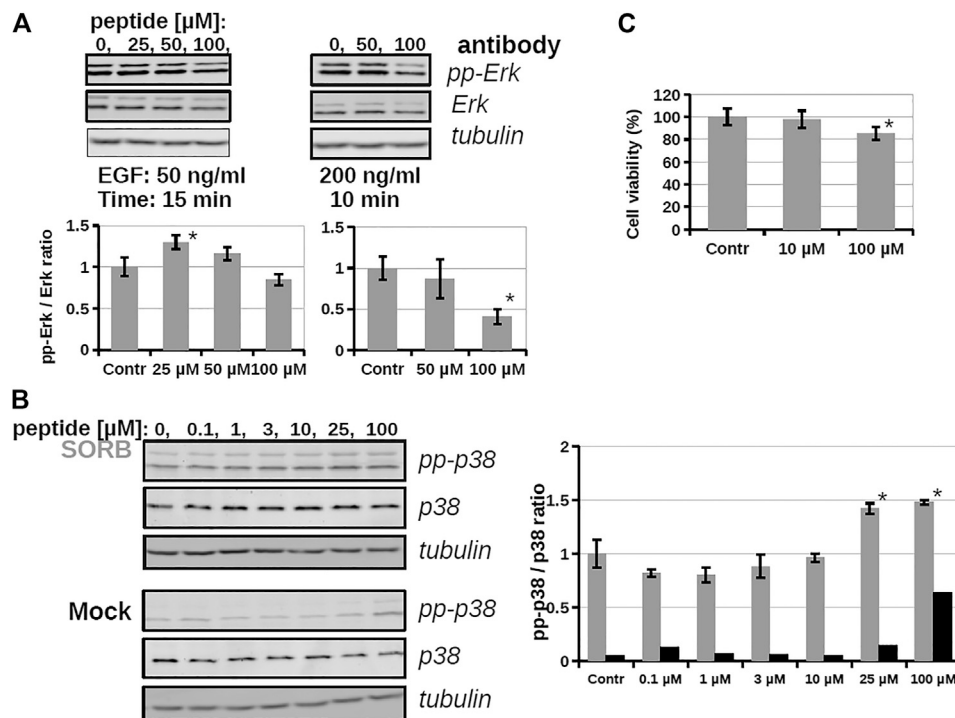 A
peptide [µM]:
0, 25, 50, 100,
0, 50, 100
antibody
pp-Erk
Erk
tubulin
EGF: 50 ng/ml
Time: 15 min
200 ng/ml
10 min
pp-Erk / Erk ratio
1.5
1
0.5
0
Contr 25 µM 50 µM 100 µM
*
1.5
1
0.5
0
Contr 50 µM 100 µM
*
C
Cell viability (%)
120
100
80
60
40
20
0
Contr 10 µM 100 µM
*
B
peptide [µM]: 0, 0.1, 1, 3, 10, 25, 100
SORB
pp-p38
p38
tubulin
Mock
pp-p38
p38
tubulin
pp-p38 / p38 ratio
2
1.5
1
0.5
0
Contr 0.1 µM 1 µM 3 µM 10 µM 25 µM 100 µM
* *